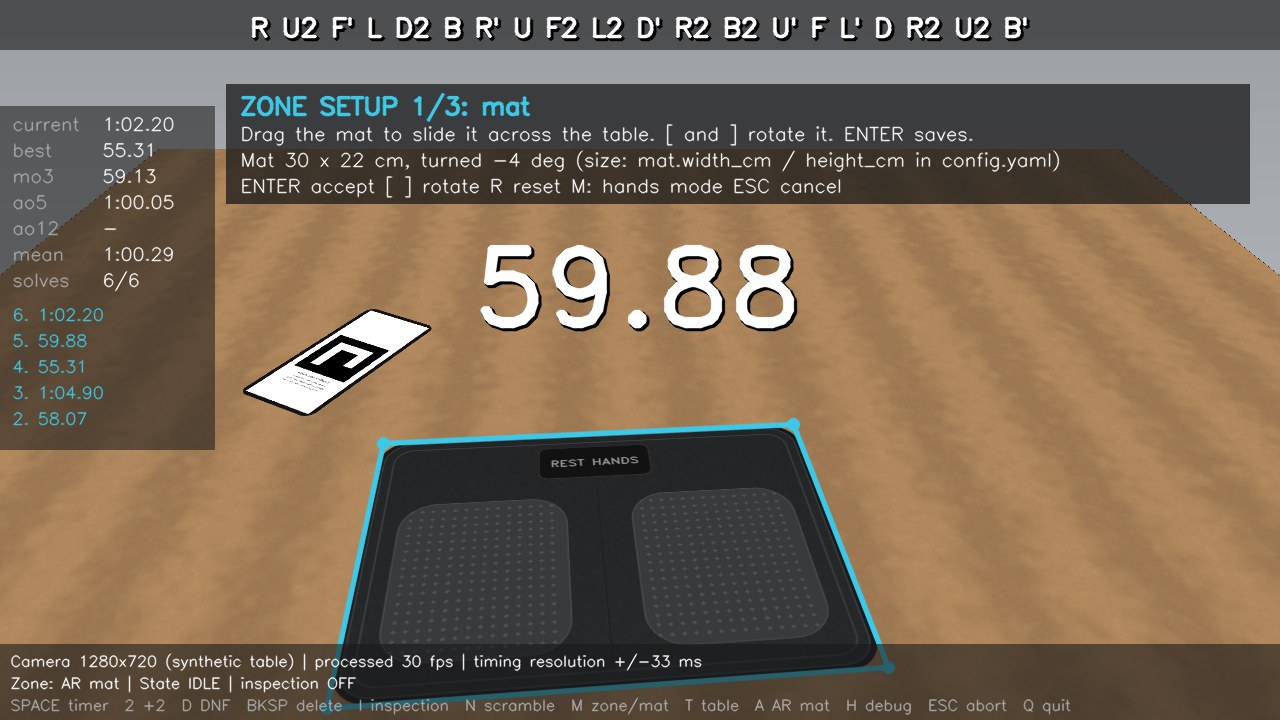 R U2 F' L D2 B R' U F2 L2 D' R2 B2 U' F L' D R2 U2 B'
ZONE SETUP 1/3: mat
Drag the mat to slide it across the table. [ and ] rotate it. ENTER saves.
Mat 30 x 22 cm, turned -4 deg (size: mat.width_cm / height_cm in config.yaml)
ENTER accept [ ] rotate R reset M: hands mode ESC cancel
current 1:02.20
best 55.31
mo3 59.13
ao5 1:00.05
ao12 -
mean 1:00.29
solves 6/6
6. 1:02.20
5. 59.88
4. 55.31
3. 1:04.90
2. 58.07
59.88
REST HANDS
Camera 1280x720 (synthetic table) | processed 30 fps | timing resolution +/-33 ms
Zone: AR mat | State IDLE | inspection OFF
SPACE timer 2 +2 D DNF BKSP delete I inspection N scramble M zone/mat T table A AR mat H debug ESC abort Q quit